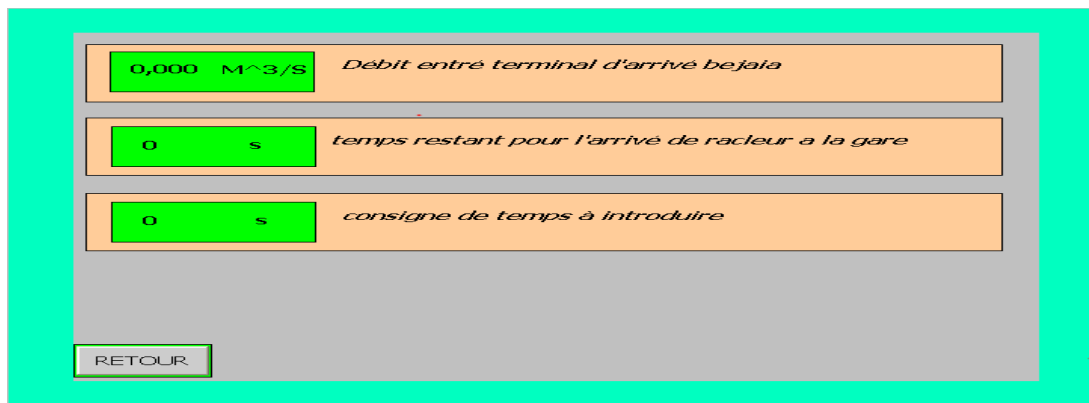 0,000 M^3/S Débit entré terminal d'arrivé bejaia
0 s temps restant pour l'arrivé de racleur a la gare
0 s consigne de temps à introduire
RETOUR